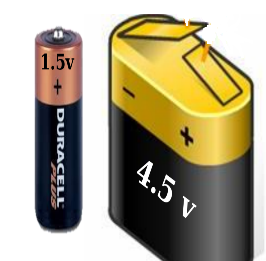 1.5v
+
DURACELL
PLUS
−
+
4.5 v